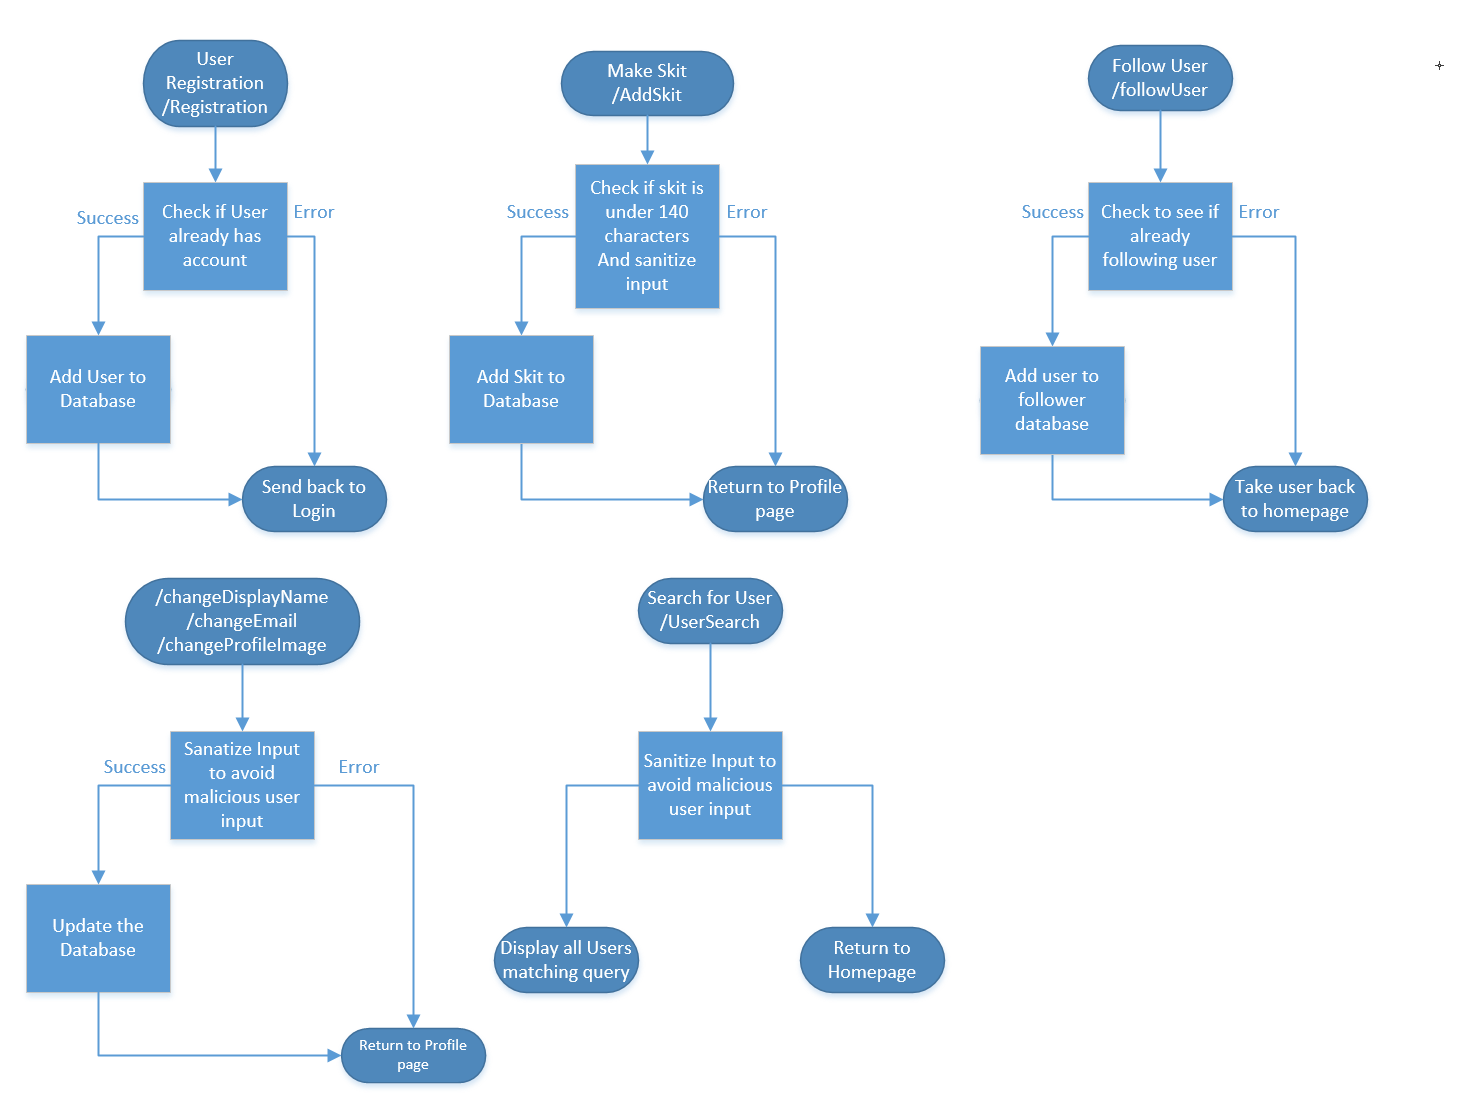 User
Registration
/Registration
Success
Check if User
already has
account
Error
Add User to
Database
Send back to
Login
Make Skit
/AddSkit
Success
Check if skit is
under 140
characters
And sanitize
input
Error
Add Skit to
Database
Return to Profile
page
Follow User
/followUser
Success
Check to see if
already
following user
Error
Add user to
follower
database
Take user back
to homepage
/changeDisplayName
/changeEmail
/changeProfileImage
Success
Sanatize Input
to avoid
malicious user
input
Error
Update the
Database
Return to Profile
page
Search for User
/UserSearch
Sanitize Input to
avoid malicious
user input
Display all Users
matching query
Return to
Homepage